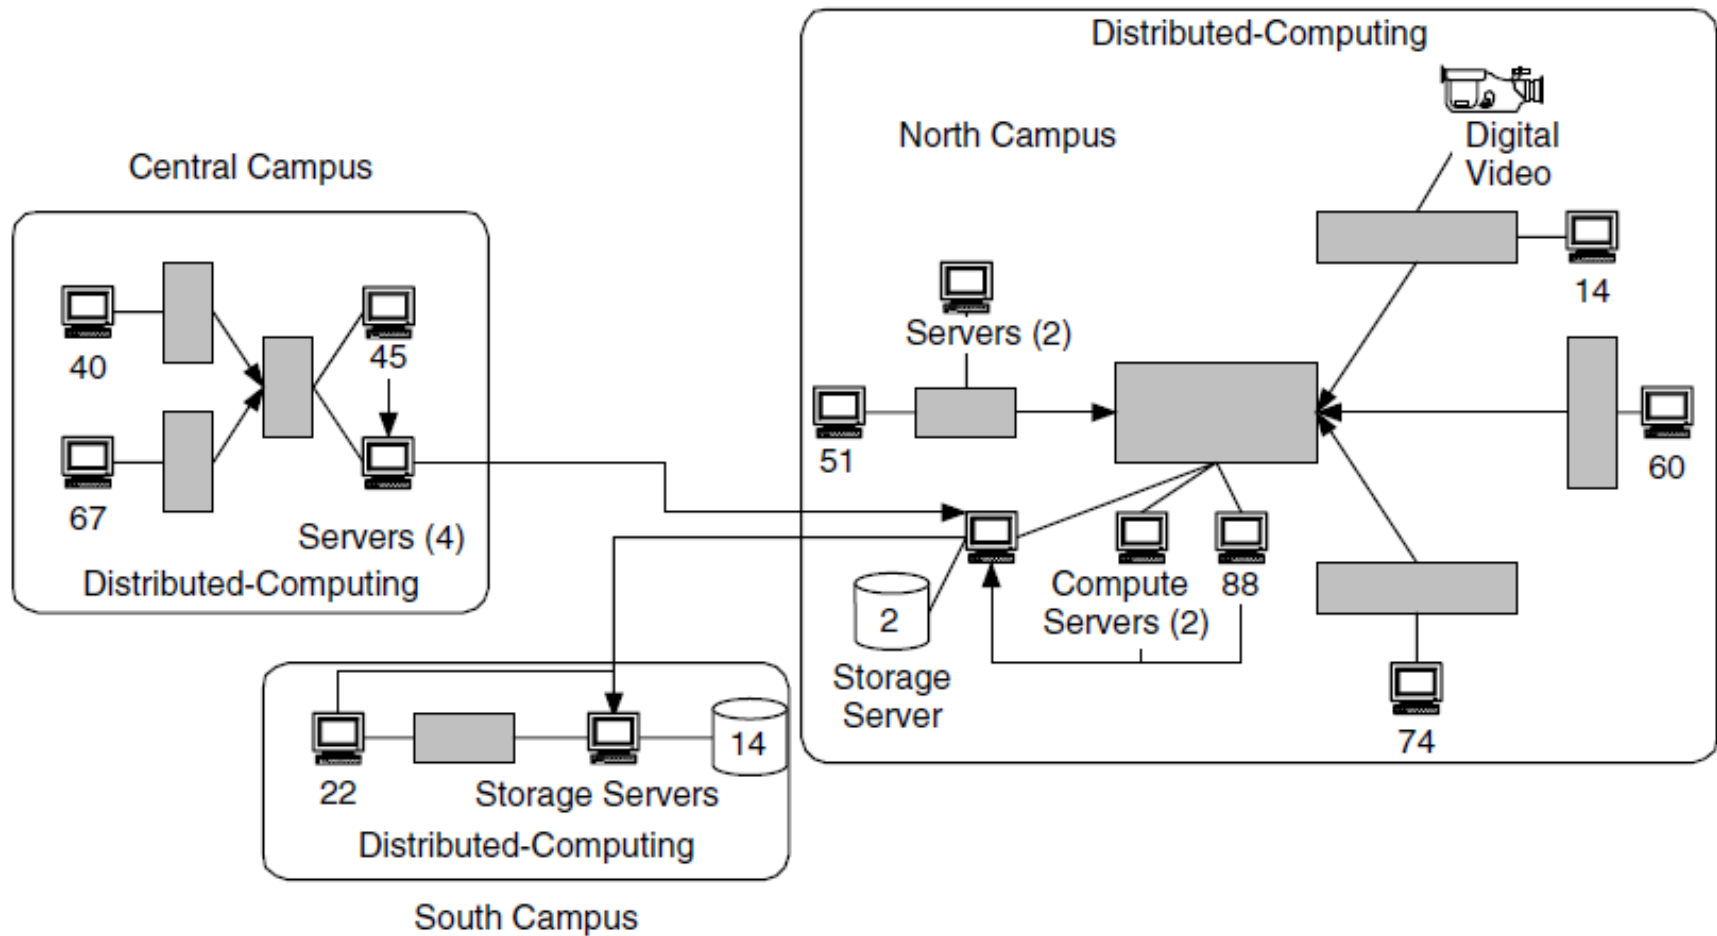 Distributed-Computing
North Campus
Digital
Video
14
Servers (2)
51
60
88
Compute
Servers (2)
2
Storage
Server
74
Central Campus
40
45
67
Servers (4)
Distributed-Computing
14
22
Storage Servers
Distributed-Computing
South Campus